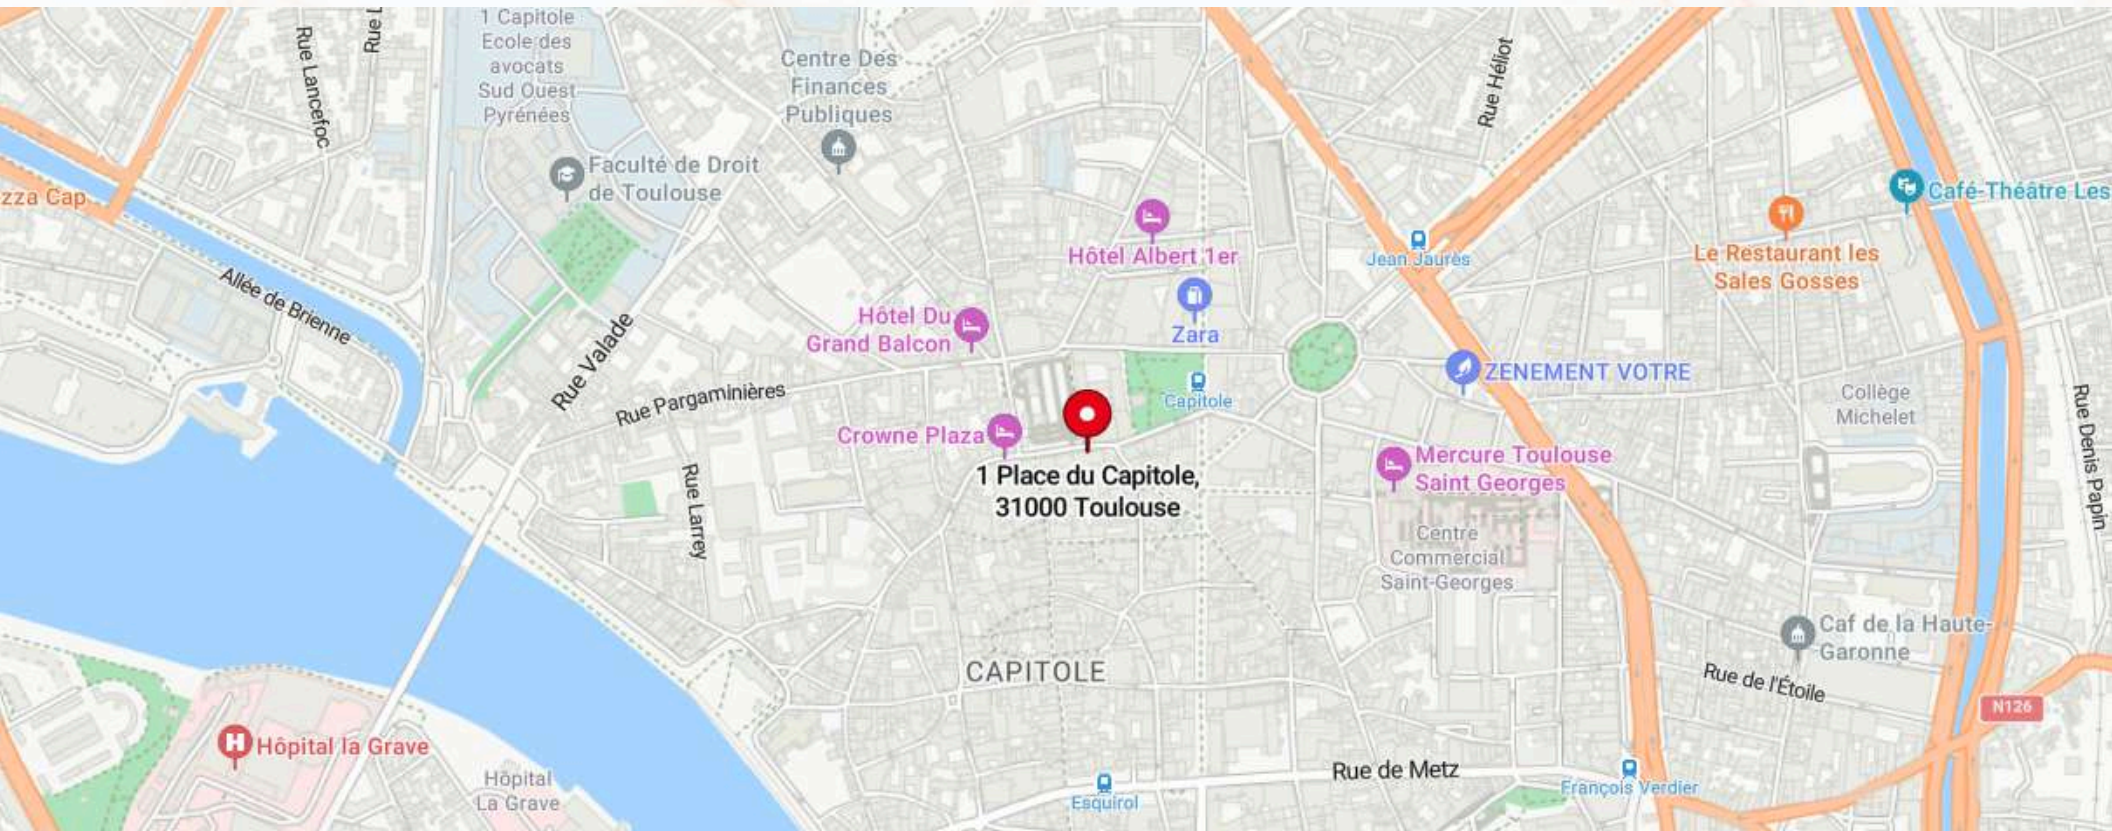 1 Capitole
Ecole des
avocats
Sud Ouest
Pyrénées
Rue Lancefoc
Rue
Centre Des
Finances
Publiques
Rue Héliot
Faculté de Droit
de Toulouse
zza Cap
Café-Théâtre Les
Hôtel Albert 1er
Jean Jaurès
Le Restaurant les
Sales Gosses
Allée de Brienne
Hôtel Du
Grand Balcon
Zara
Rue Valade
ZENEMENT VOTRE
Rue Pargaminières
Capitole
Collège
Michelet
Rue Denis Papin
Crowne Plaza
Mercure Toulouse
Saint Georges
1 Place du Capitole,
31000 Toulouse
Rue Larrey
Centre
Commercial
Saint-Georges
Caf de la Haute-
Garonne
CAPITOLE
Rue de l'Étoile
N126
H
Hôpital la Grave
Hôpital
La Grave
Rue de Metz
Esquirol
François Verdier